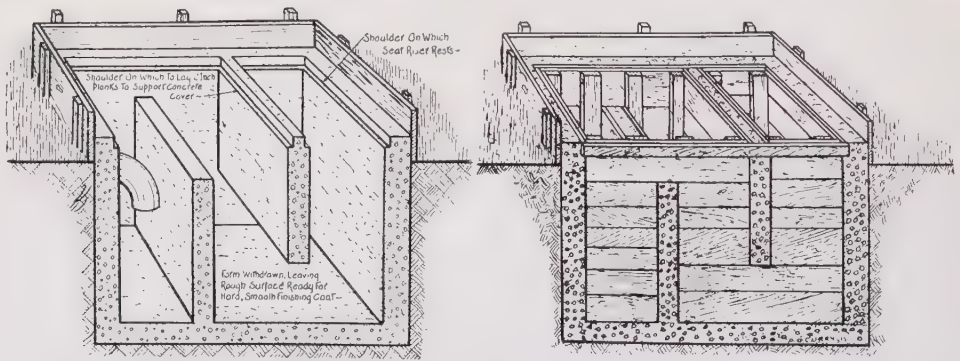 Shoulder On Which
Seat Riser Rests-
Shoulder On Which To Lay 2 Inch
Planks To Support Concrete
Cover-
Form Withdrawn, Leaving
Rough Surface Ready For
Hard, Smooth Finishing Coat-